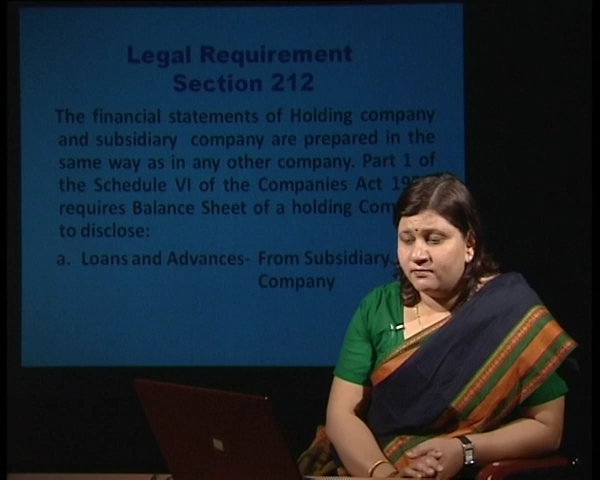 Legal Requirement
Section 212
The financial statements of Holding company
and subsidiary company are prepared in the
same way as in any other company. Part 1 of
the Schedule VI of the Companies Act
requires Balance Sheet of a holding
to disclose:
a. Loans and Advances- From Subsidiary
Company